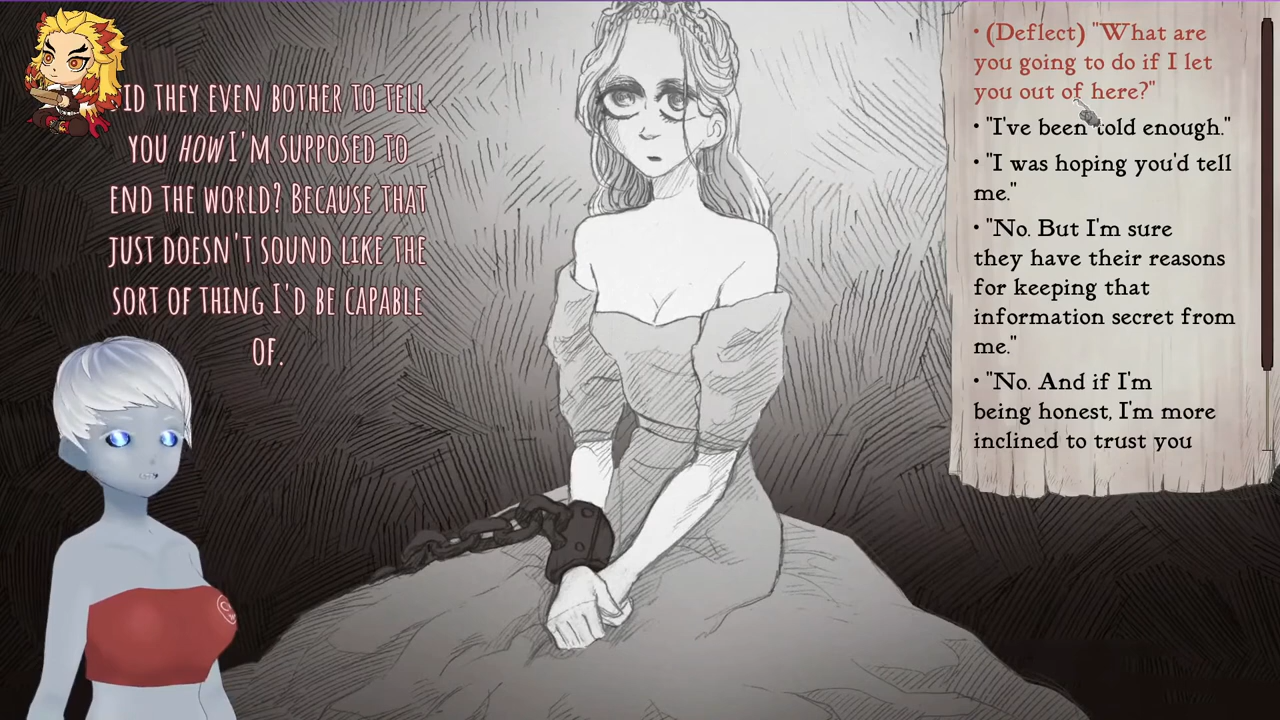 ID THEY EVEN BOTHER TO TELL
YOU HOW I'M SUPPOSED TO
END THE WORLD? BECAUSE THAT
JUST DOESN'T SOUND LIKE THE
SORT OF THING I'D BE CAPABLE
OF.
• (Deflect) "What are
you going to do if I let
you out of here?"
• "I've been told enough."
• "I was hoping you'd tell
me."
• "No. But I'm sure
they have their reasons
for keeping that
information secret from
me."
• "No. And if I'm
being honest, I'm more
inclined to trust you